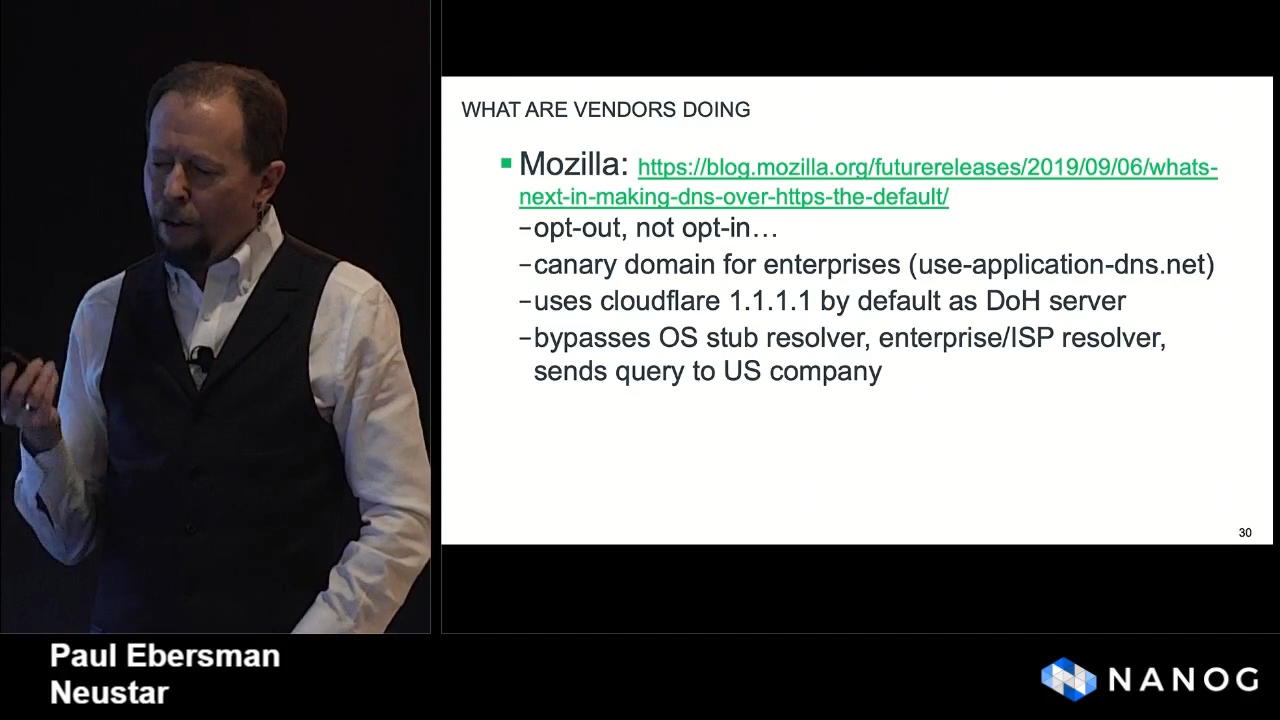 WHAT ARE VENDORS DOING
▪ Mozilla: https://blog.mozilla.org/futurereleases/2019/09/06/whats-
next-in-making-dns-over-https-the-default/
–opt-out, not opt-in…
–canary domain for enterprises (use-application-dns.net)
–uses cloudflare 1.1.1.1 by default as DoH server
–bypasses OS stub resolver, enterprise/ISP resolver,
sends query to US company
30
Paul Ebersman
Neustar
NANOG